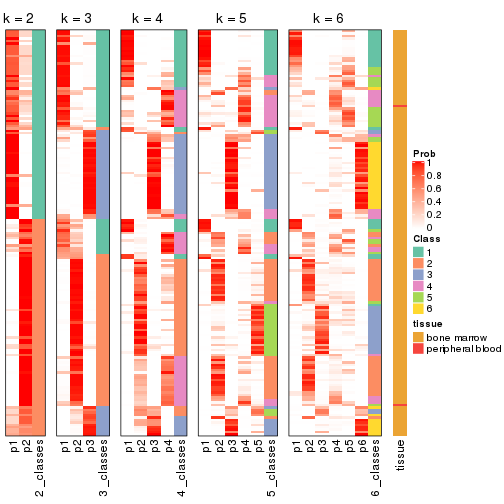 k = 2 k = 3 k = 4 k = 5 k = 6
Prob
1
0.8
0.6
0.4
0.2
0
Class
1
2
3
4
5
6
tissue
bone marrow
peripheral blood
p1 p2 2_classes p1 p2 p3 3_classes p1 p2 p3 p4 4_classes p1 p2 p3 p4 p5 5_classes p1 p2 p3 p4 p5 p6 6_classes tissue